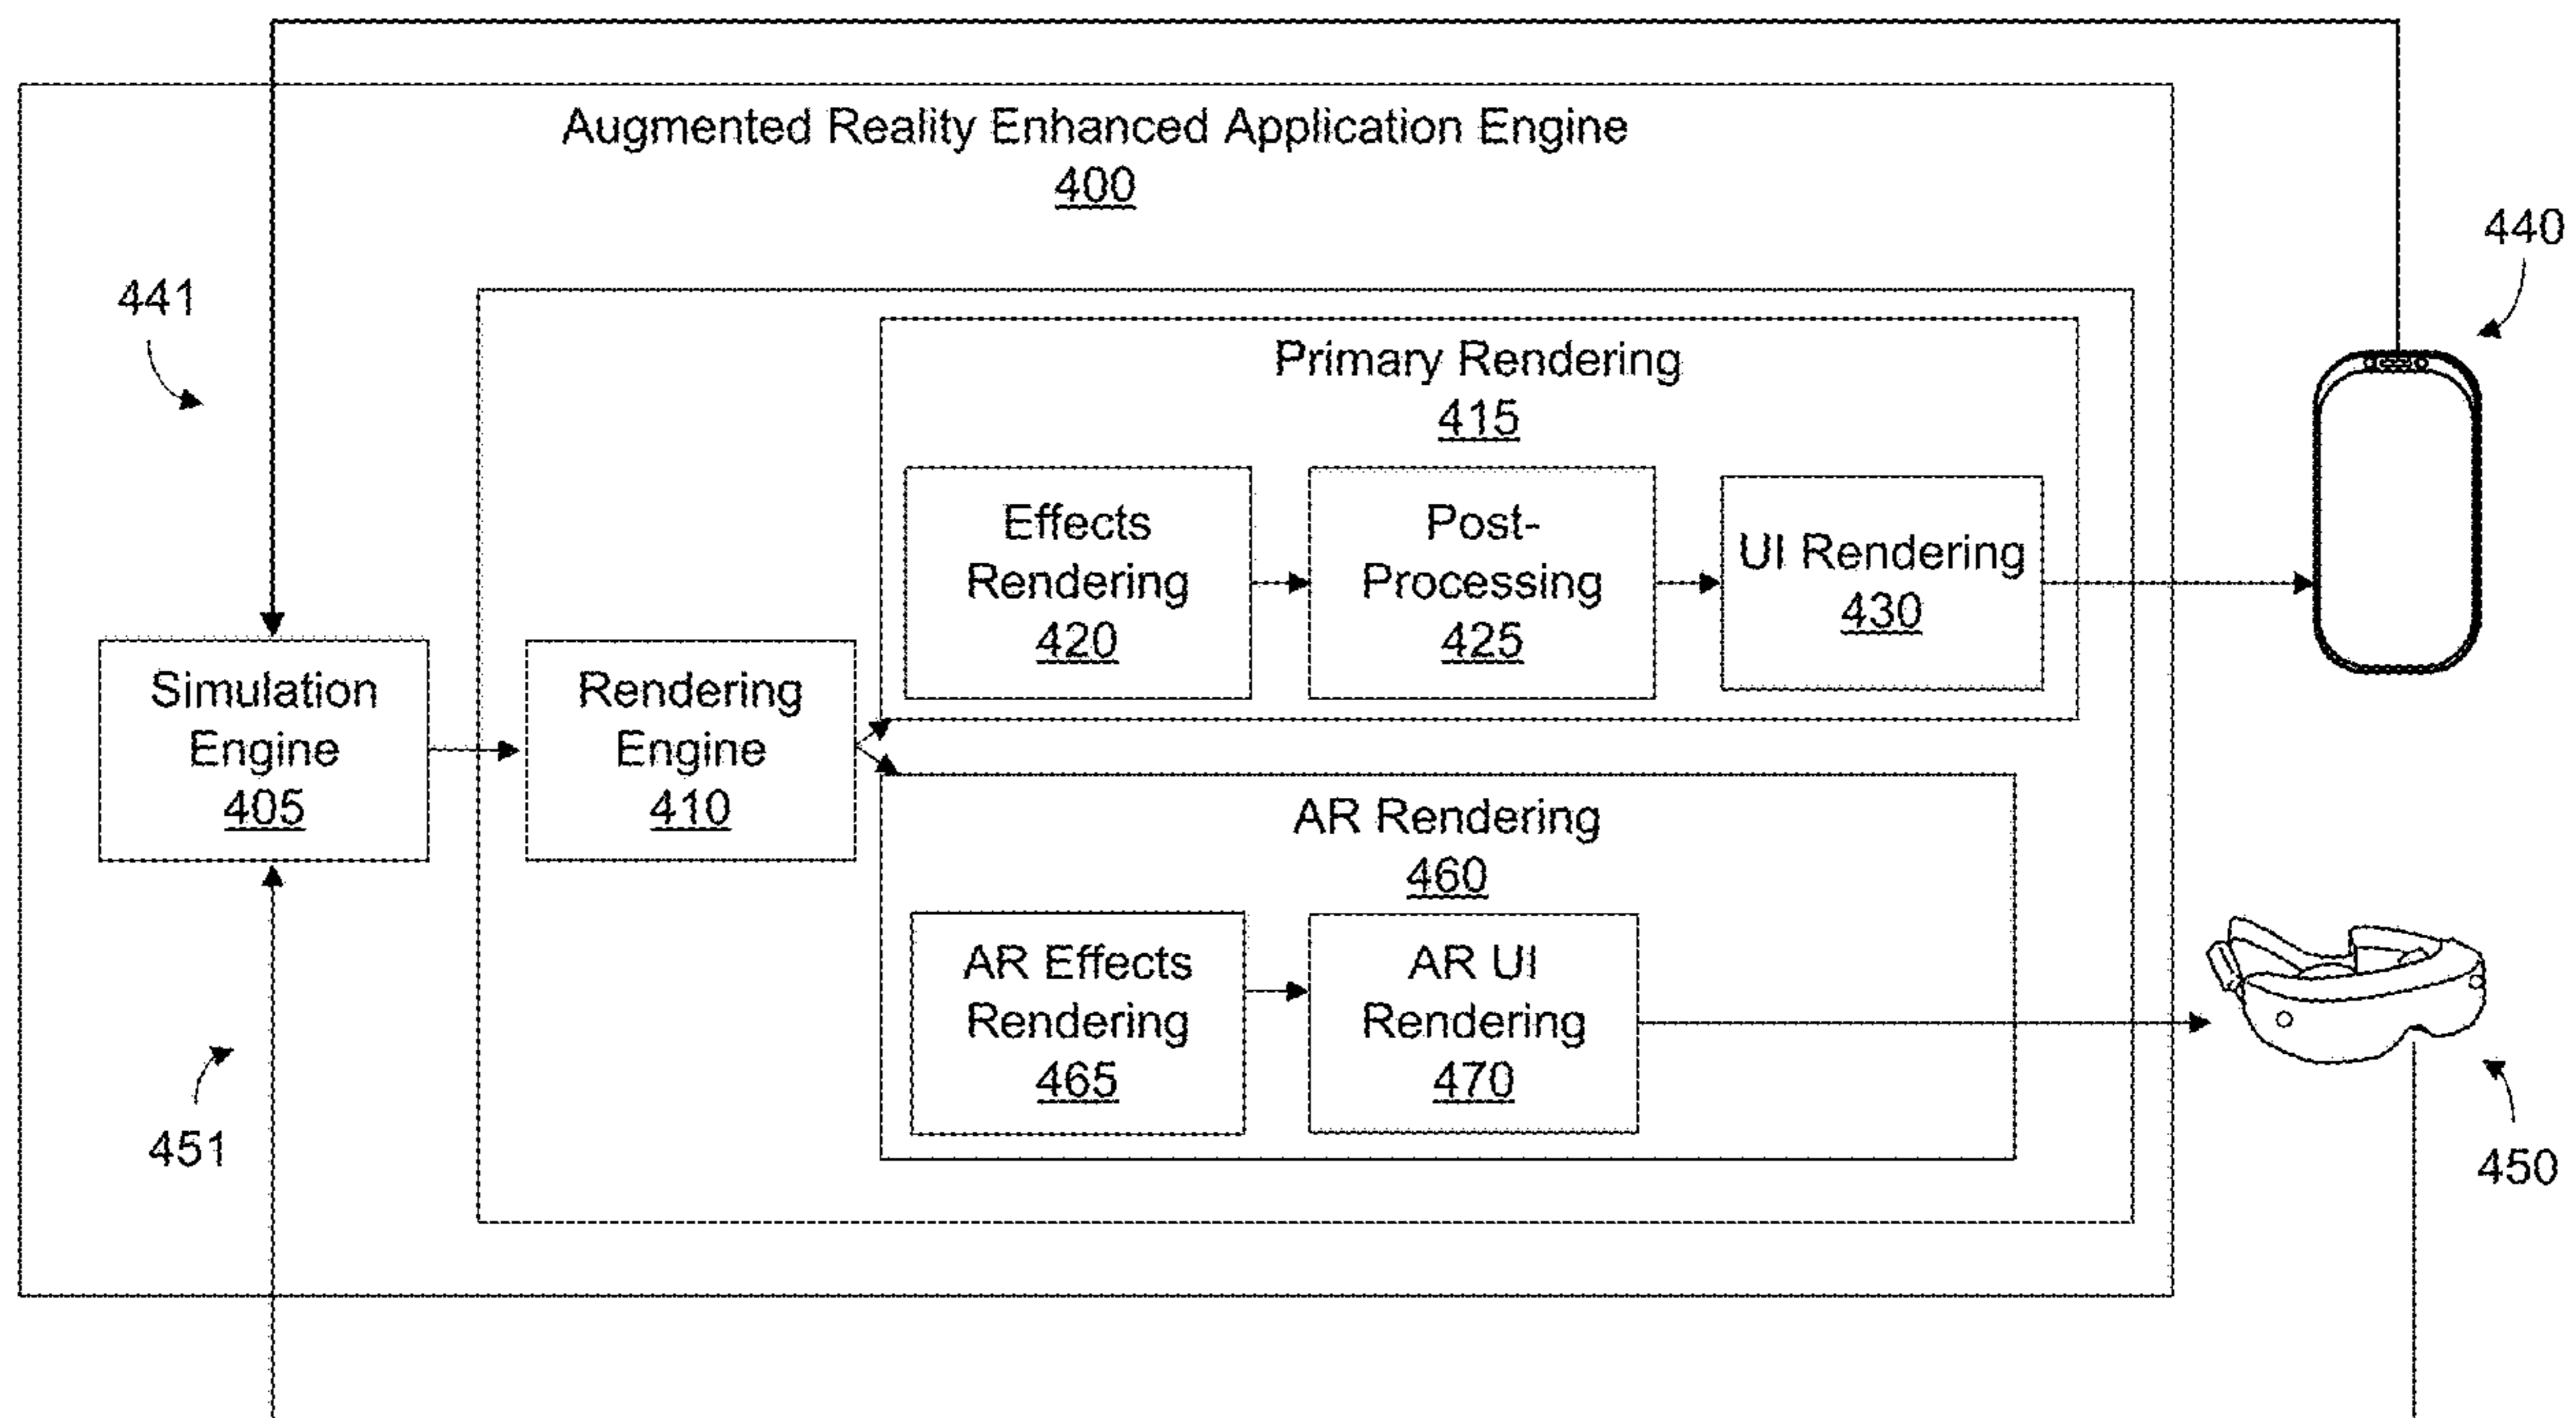 Augmented Reality Enhanced Application Engine
400
440
441
Primary Rendering
415
Effects
Rendering
420
Post-
Processing
425
UI Rendering
430
Simulation
Engine
405
Rendering
Engine
410
AR Rendering
460
AR Effects
Rendering
465
AR UI
Rendering
470
451
450